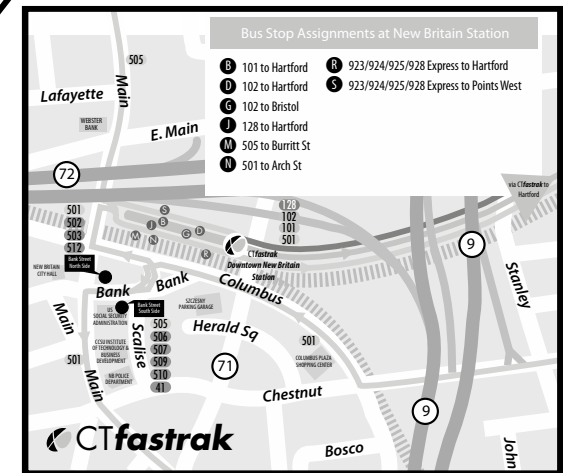 Bus Stop Assignments at New Britain Station
B 101 to Hartford
D 102 to Hartford
G 102 to Bristol
J 128 to Hartford
M 505 to Burritt St
N 501 to Arch St
R 923/924/925/928 Express to Hartford
S 923/924/925/928 Express to Points West
505
Main
Lafayette
WEBSTER
BANK
E. Main
72
via CTfastrak to
Hartford
128
102
101
501
501
502
503
512
S
J B
G D
M
N
R
CTfastrak
Downtown New Britain
Station
9
Stanley
Bank Street
North Side
NEW BRITAIN
CITY HALL
Bank
Bank
Columbus
Bank Street
South Side
US
SOCIAL SECURITY
ADMINISTRATION
SZCZESNY
PARKING GARAGE
Main
Scalise
505
506
507
509
510
41
Herald Sq
CCSU INSTITUTE
OF TECHNOLOGY &
BUSINESS
DEVELOPMENT
501
501
COLUMBUS PLAZA
SHOPPING CENTER
71
NB POLICE
DEPARTMENT
Main
Chestnut
9
CTfastrak
Bosco
John